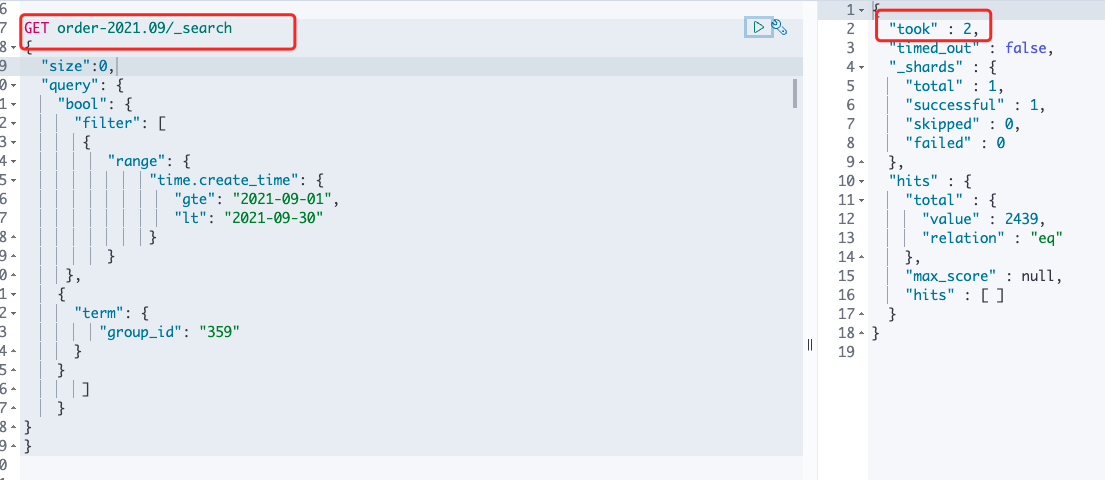 6
7 GET order-2021.09/_search
8 {
9 "size":0,
0 "query": {
1 "bool": {
2 "filter": [
3 {
4 "range": {
5 "time.create_time": {
6 "gte": "2021-09-01",
7 "lt": "2021-09-30"
8 }
9 }
0 },
1 {
2 "term": {
3 "group_id": "359"
4 }
5 }
6 ]
7 }
8 }
9 }
0
1 {
2 "took" : 2,
3 "timed_out" : false,
4 "_shards" : {
5 "total" : 1,
6 "successful" : 1,
7 "skipped" : 0,
8 "failed" : 0
9 },
10 "hits" : {
11 "total" : {
12 "value" : 2439,
13 "relation" : "eq"
14 },
15 "max_score" : null,
16 "hits" : [ ]
17 }
18 }
19